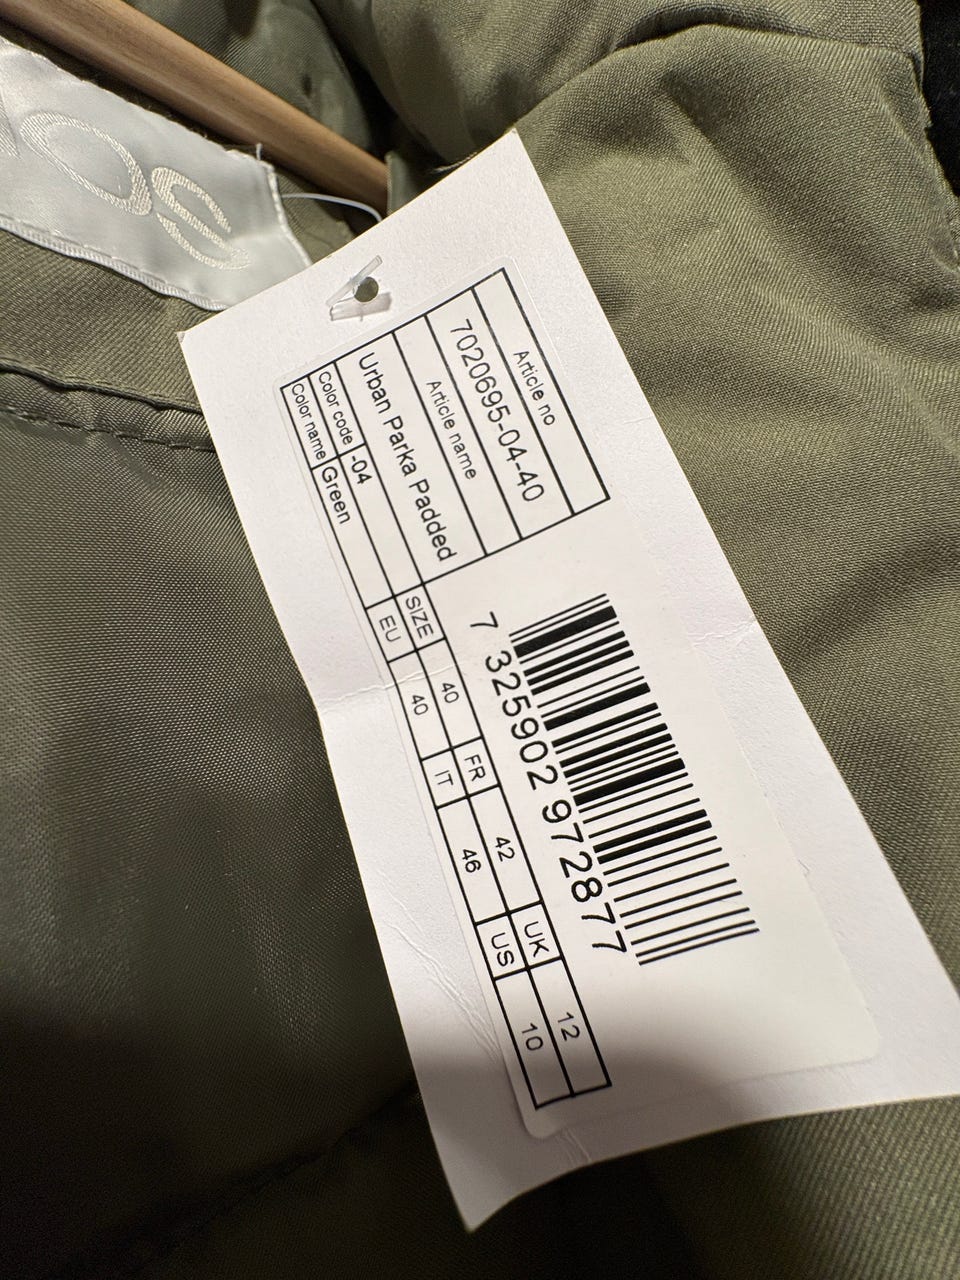 oe
Article no
7020695-04-40
Article name
Urban Parka Padded
Color code -04
Color name Green
7 325902 972877
SIZE 40 FR 42 UK 12
EU 40 IT 46 US 10